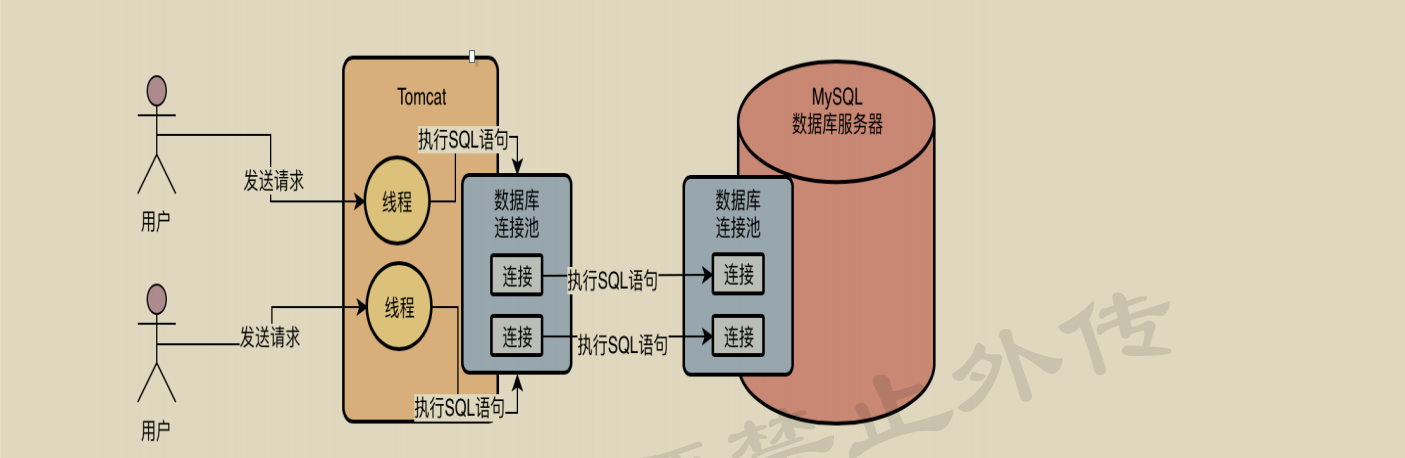 Tomcat
MySQL
数据库服务器
执行SQL语句
发送请求
线程
数据库
连接池
数据库
连接池
用户
连接
执行SQL语句
连接
线程
发送请求
连接
执行SQL语句
连接
执行SQL语句
用户
禁止外传